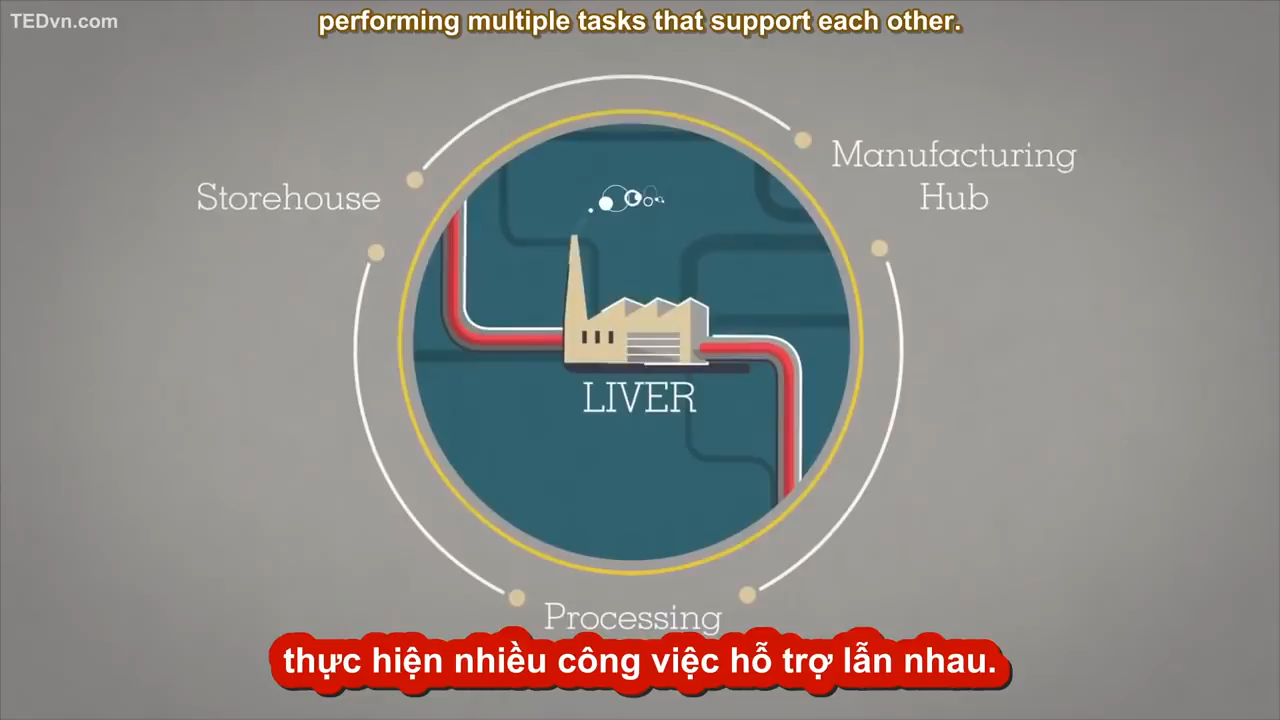 TEDvn.com
performing multiple tasks that support each other.
Storehouse
Manufacturing
Hub
LIVER
Processing
thực hiện nhiều công việc hỗ trợ lẫn nhau.